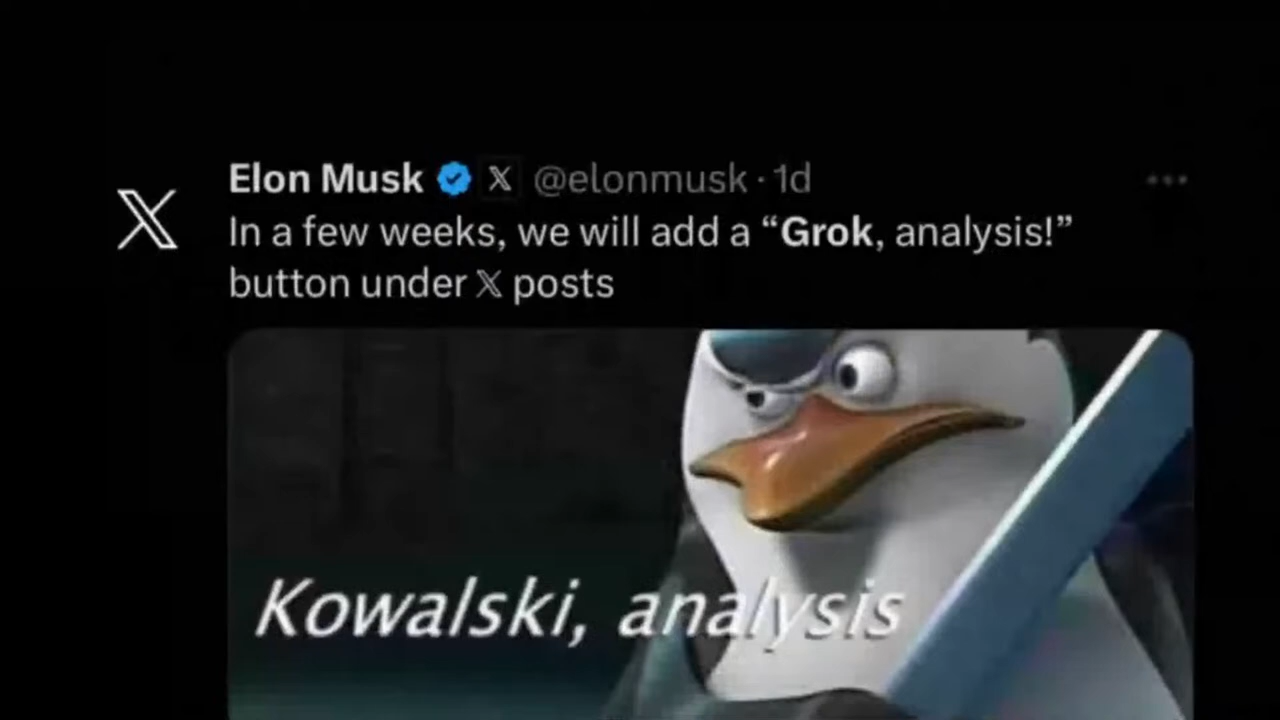 Elon Musk @elonmusk · 1d
In a few weeks, we will add a “Grok, analysis!”
button under 𝕏 posts
Kowalski, analysis